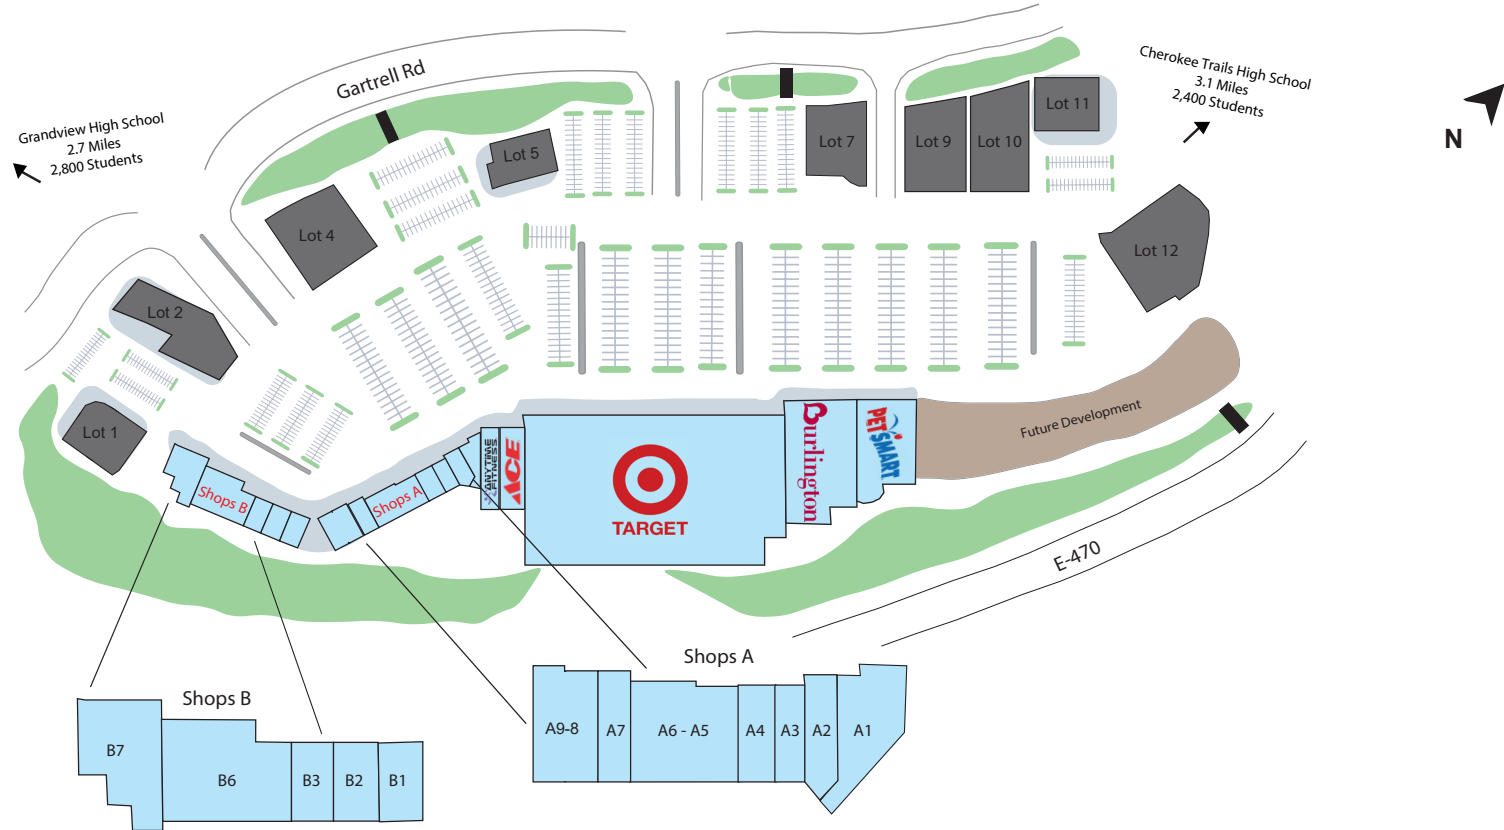 Gartrell Rd
Grandview High School
2.7 Miles
2,800 Students
Cherokee Trails High School
3.1 Miles
2,400 Students
N
Lot 11
Lot 5
Lot 7
Lot 9
Lot 10
Lot 4
Lot 12
Lot 2
Lot 1
Future Development
Burlington
PETSMART
ANYTIME
FITNESS
ACE
TARGET
Shops B
Shops A
E-470
Shops A
A9-8
A7
A6 - A5
A4
A3
A2
A1
Shops B
B7
B6
B3
B2
B1